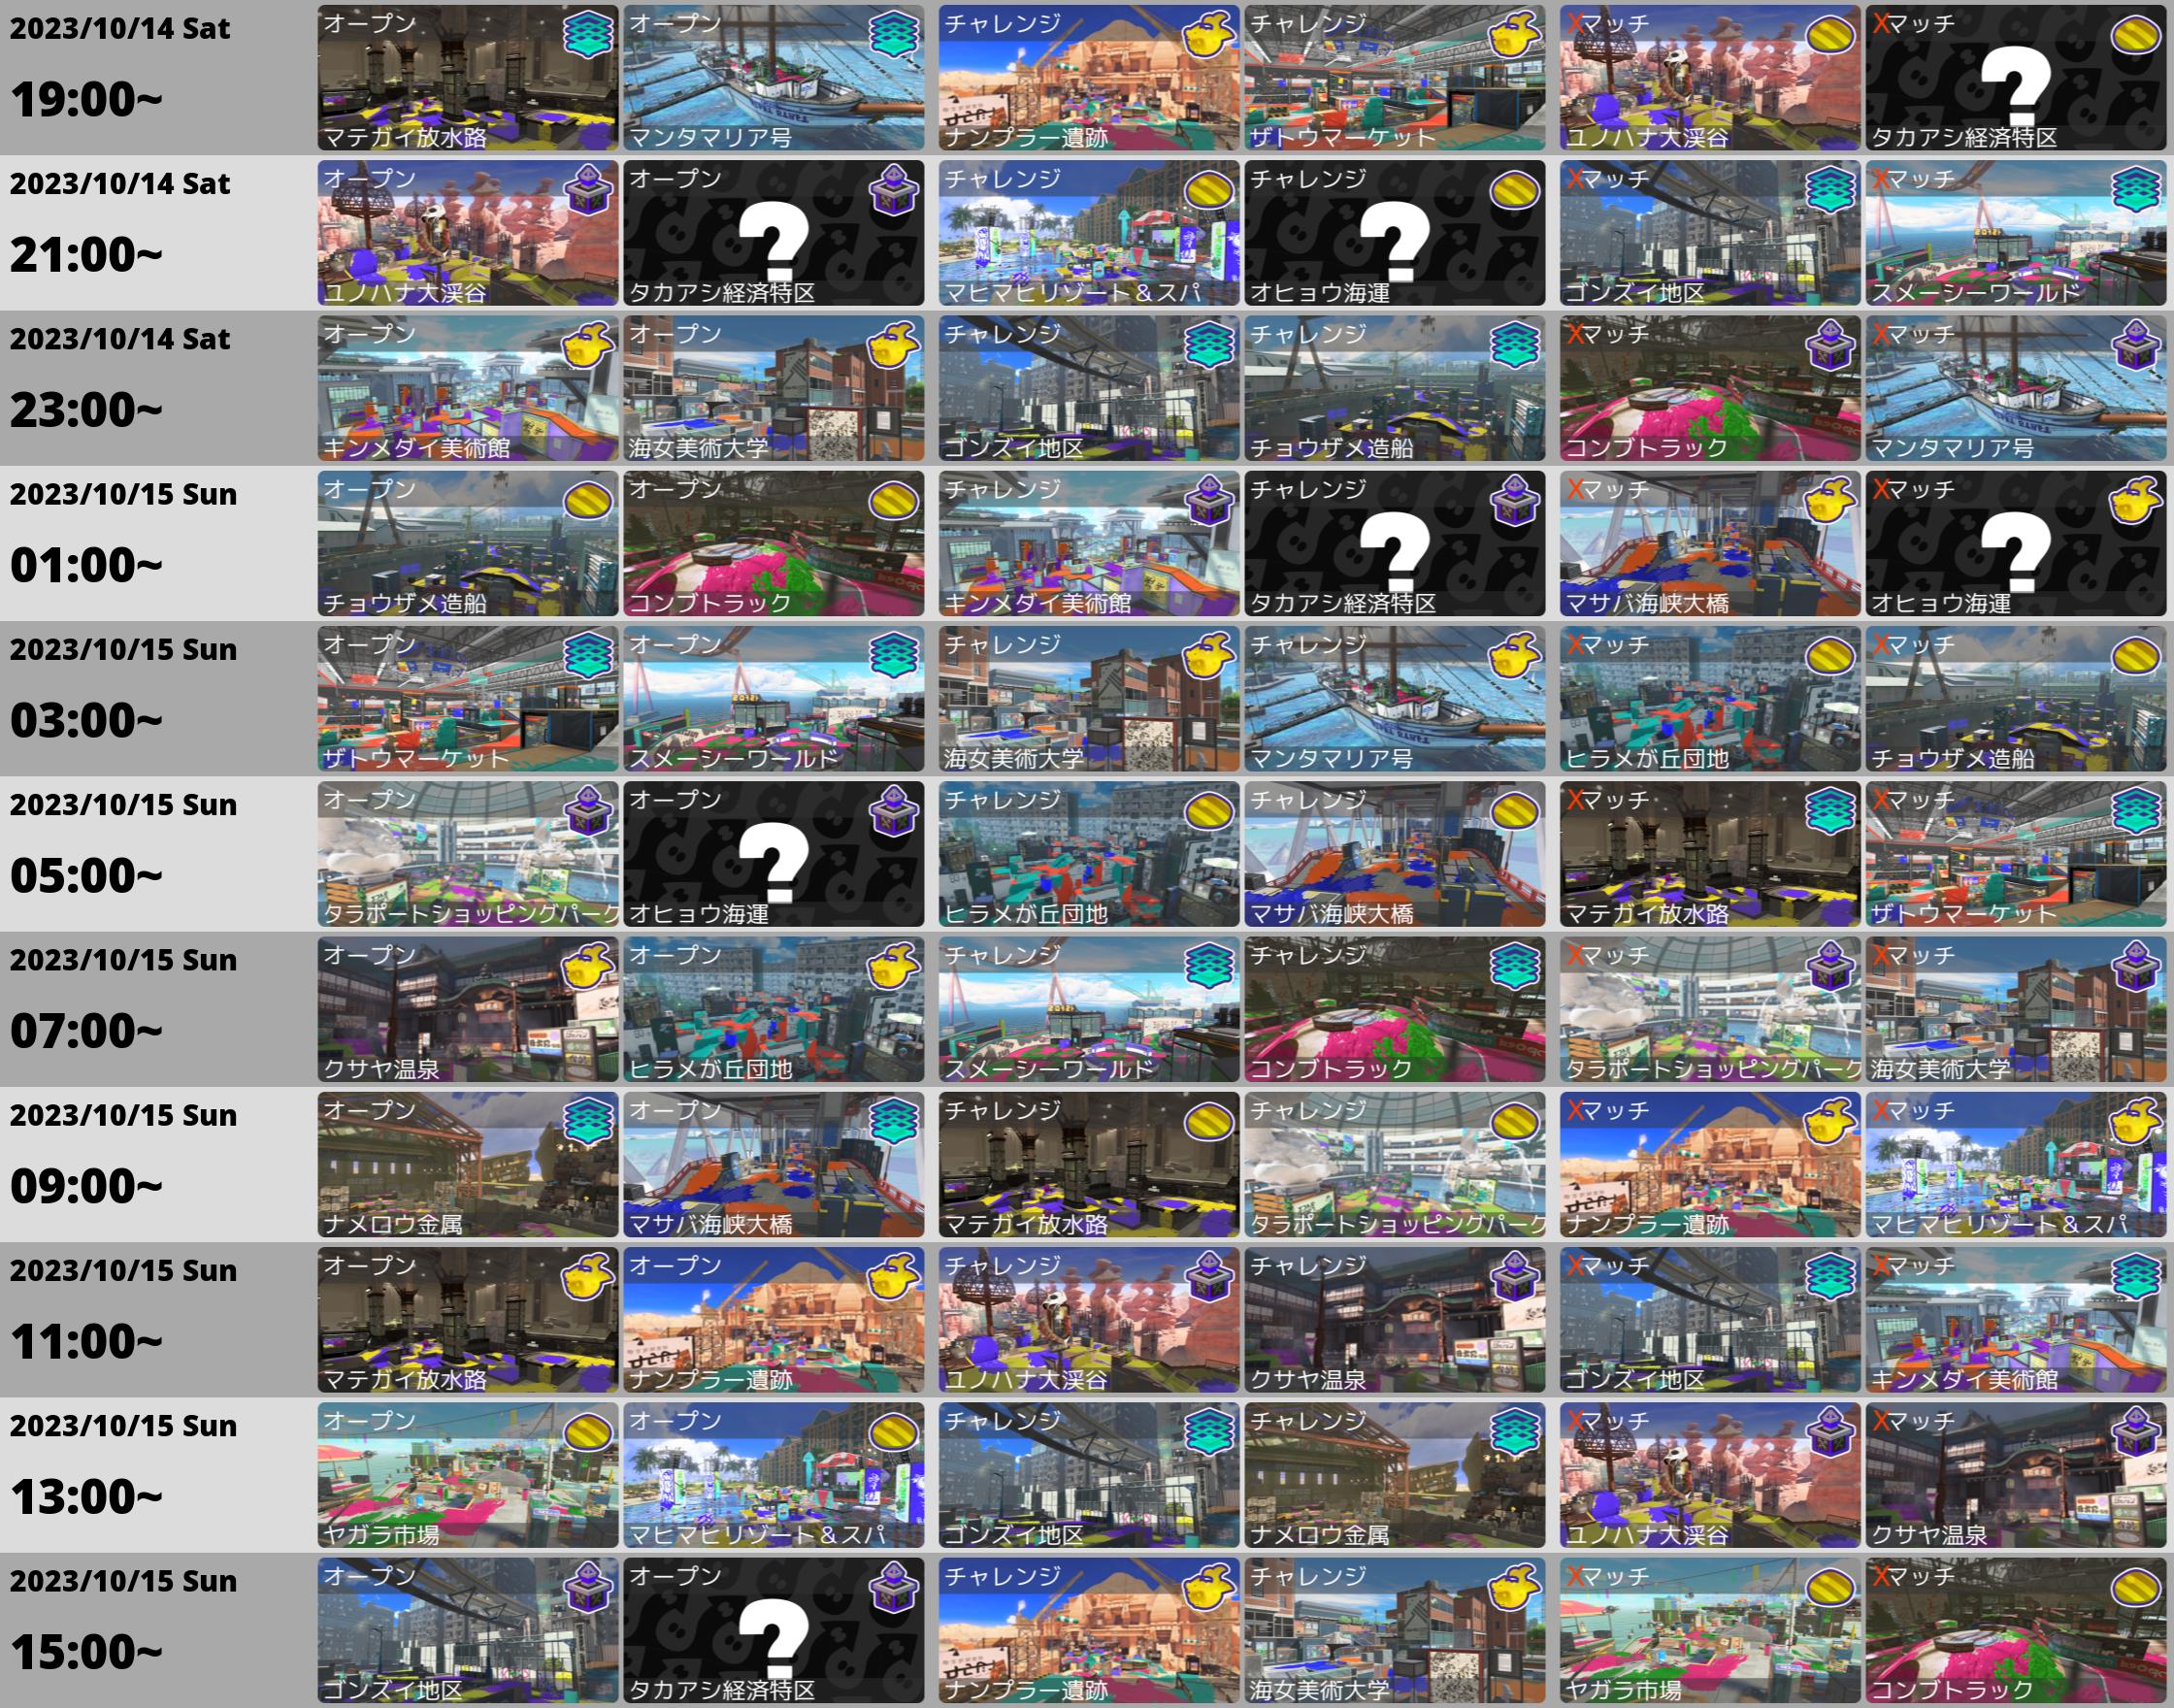 2023/10/14 Sat
19:00~
オープン
マテガイ放水路
オープン
マンタマリア号
チャレンジ
ナンプラー遺跡
チャレンジ
ザトウマーケット
Xマッチ
ユノハナ大渓谷
Xマッチ
タカアシ経済特区
2023/10/14 Sat
21:00~
オープン
ユノハナ大渓谷
オープン
タカアシ経済特区
チャレンジ
マヒマヒリゾート&スパ
チャレンジ
オヒョウ海運
Xマッチ
ゴンズイ地区
Xマッチ
スメーシーワールド
2023/10/14 Sat
23:00~
オープン
キンメダイ美術館
オープン
海女美術大学
チャレンジ
ゴンズイ地区
チャレンジ
チョウザメ造船
Xマッチ
コンブトラック
Xマッチ
マンタマリア号
2023/10/15 Sun
01:00~
オープン
チョウザメ造船
オープン
コンブトラック
チャレンジ
キンメダイ美術館
チャレンジ
タカアシ経済特区
Xマッチ
マサバ海峡大橋
Xマッチ
オヒョウ海運
2023/10/15 Sun
03:00~
オープン
ザトウマーケット
オープン
スメーシーワールド
チャレンジ
海女美術大学
チャレンジ
マンタマリア号
Xマッチ
ヒラメが丘団地
Xマッチ
チョウザメ造船
2023/10/15 Sun
05:00~
オープン
タラポートショッピングパーク
オープン
オヒョウ海運
チャレンジ
ヒラメが丘団地
チャレンジ
マサバ海峡大橋
Xマッチ
マテガイ放水路
Xマッチ
ザトウマーケット
2023/10/15 Sun
07:00~
オープン
クサヤ温泉
オープン
ヒラメが丘団地
チャレンジ
スメーシーワールド
チャレンジ
コンブトラック
Xマッチ
タラポートショッピングパーク
Xマッチ
海女美術大学
2023/10/15 Sun
09:00~
オープン
ナメロウ金属
オープン
マサバ海峡大橋
チャレンジ
マテガイ放水路
チャレンジ
タラポートショッピングパーク
Xマッチ
ナンプラー遺跡
Xマッチ
マヒマヒリゾート&スパ
2023/10/15 Sun
11:00~
オープン
マテガイ放水路
オープン
ナンプラー遺跡
チャレンジ
ユノハナ大渓谷
チャレンジ
クサヤ温泉
Xマッチ
ゴンズイ地区
Xマッチ
キンメダイ美術館
2023/10/15 Sun
13:00~
オープン
ヤガラ市場
オープン
マヒマヒリゾート&スパ
チャレンジ
ゴンズイ地区
チャレンジ
ナメロウ金属
Xマッチ
ユノハナ大渓谷
Xマッチ
クサヤ温泉
2023/10/15 Sun
15:00~
オープン
ゴンズイ地区
オープン
タカアシ経済特区
チャレンジ
ナンプラー遺跡
チャレンジ
海女美術大学
Xマッチ
ヤガラ市場
Xマッチ
コンブトラック